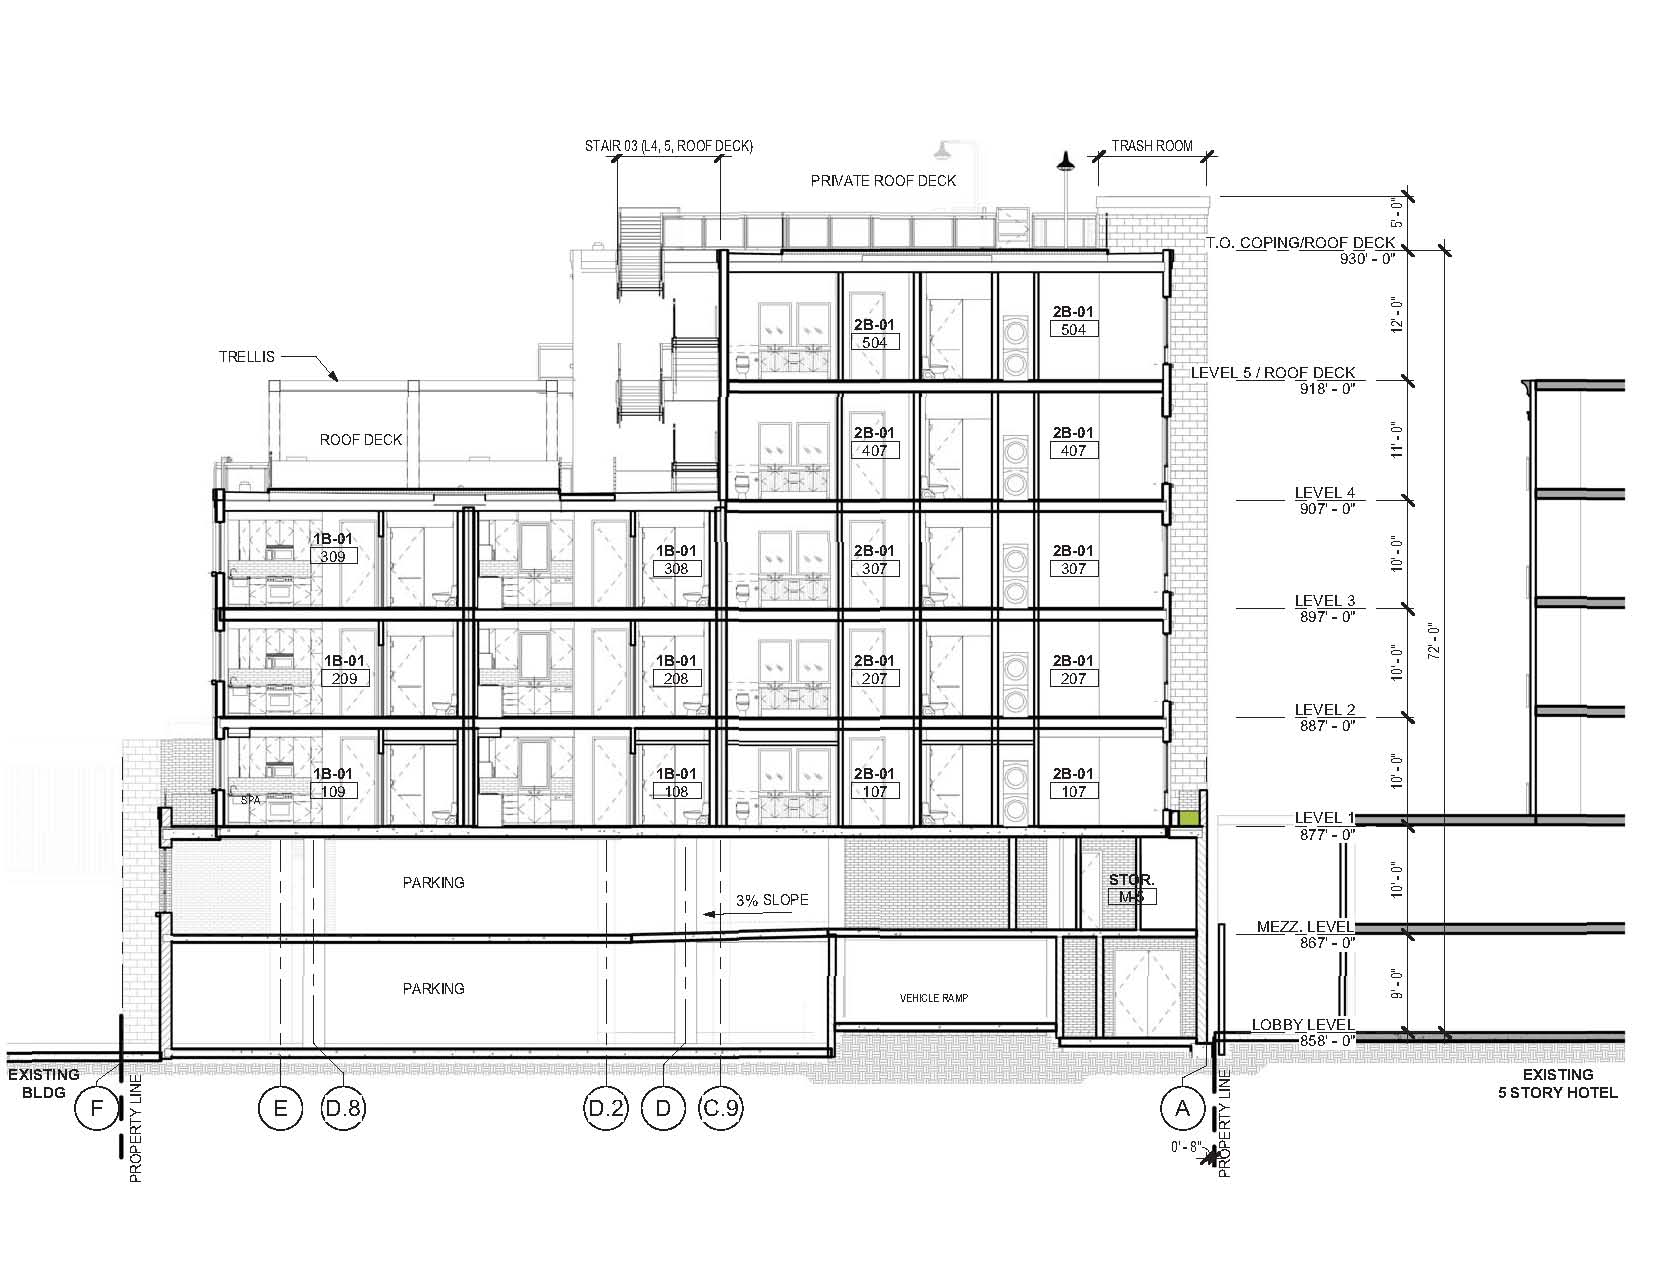 STAIR 03 (L4, 5, ROOF DECK)
TRASH ROOM
PRIVATE ROOF DECK
5' - 0"
T.O. COPING/ROOF DECK
930' - 0"
2B-01
504
2B-01
504
12' - 0"
TRELLIS
LEVEL 5 / ROOF DECK
918' - 0"
ROOF DECK
2B-01
407
2B-01
407
11' - 0"
LEVEL 4
907' - 0"
1B-01
309
1B-01
308
2B-01
307
2B-01
307
10' - 0"
LEVEL 3
897' - 0"
72' - 0"
1B-01
209
1B-01
208
2B-01
207
2B-01
207
10' - 0"
LEVEL 2
887' - 0"
1B-01
109
SPA
1B-01
108
2B-01
107
2B-01
107
10' - 0"
LEVEL 1
877' - 0"
PARKING
3% SLOPE
STOR.
M-5
10' - 0"
MEZZ. LEVEL
867' - 0"
PARKING
VEHICLE RAMP
9' - 0"
LOBBY LEVEL
858' - 0"
EXISTING
BLDG
EXISTING
5 STORY HOTEL
F
PROPERTY LINE
E
D.8
D.2
D
C.9
A
0' - 8"
PROPERTY LINE